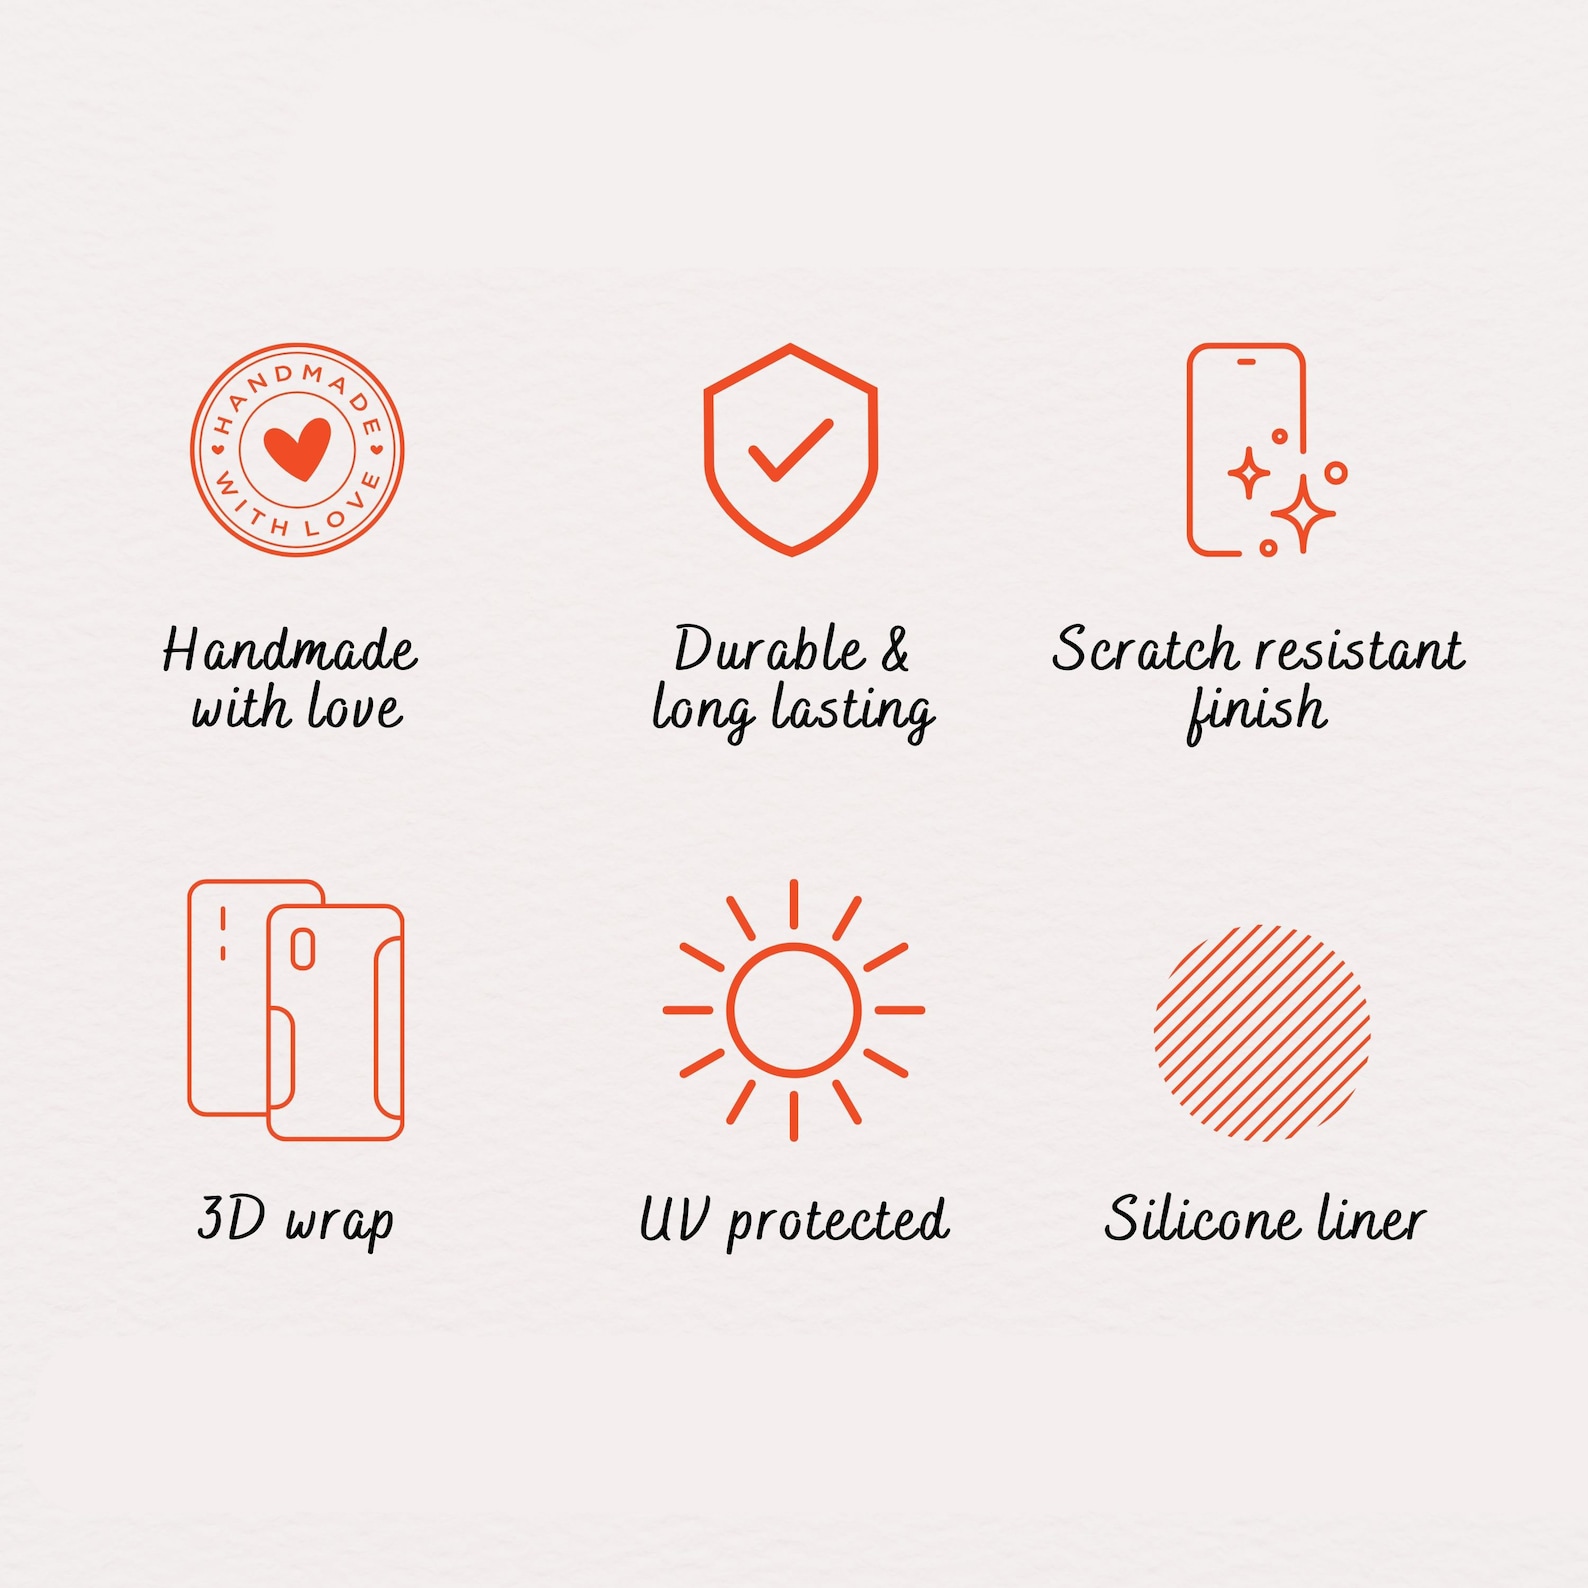 HANDMADE
WITH LOVE
Handmade
with love
Durable &
long lasting
Scratch resistant
finish
3D wrap
UV protected
Silicone liner